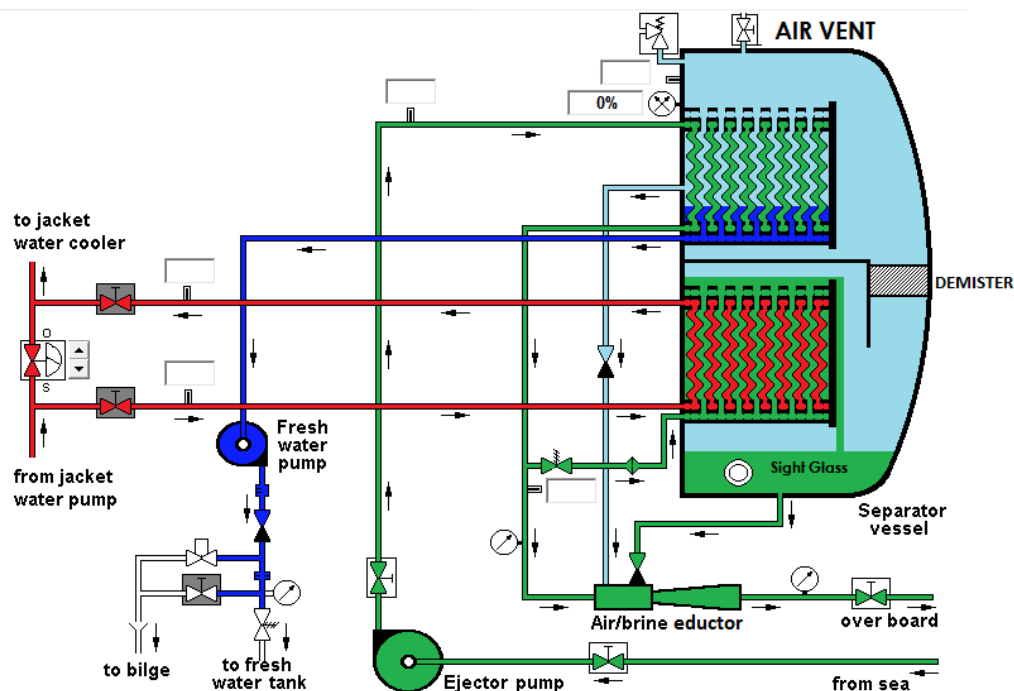 AIR VENT
0%
to jacket
water cooler
DEMISTER
O
S
Fresh
water
pump
from jacket
water pump
Sight Glass
Separator
vessel
Air/brine eductor
over board
to bilge
to fresh
water tank
Ejector pump
from sea